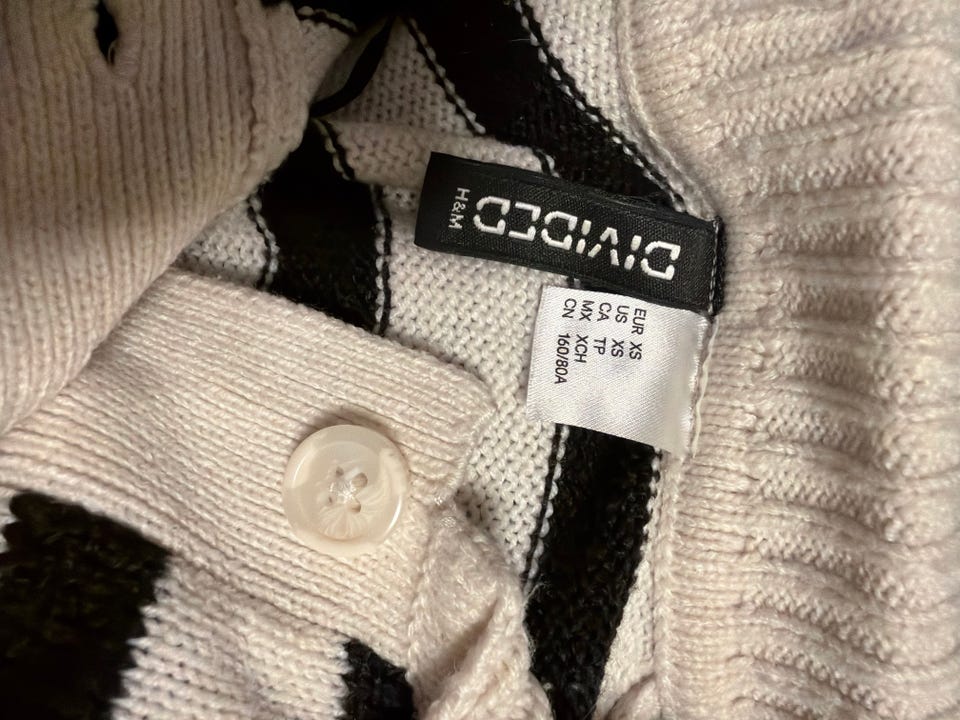 DIVIDED
H&M
EUR XS
US XS
CA TP
MX XCH
CN 160/80A